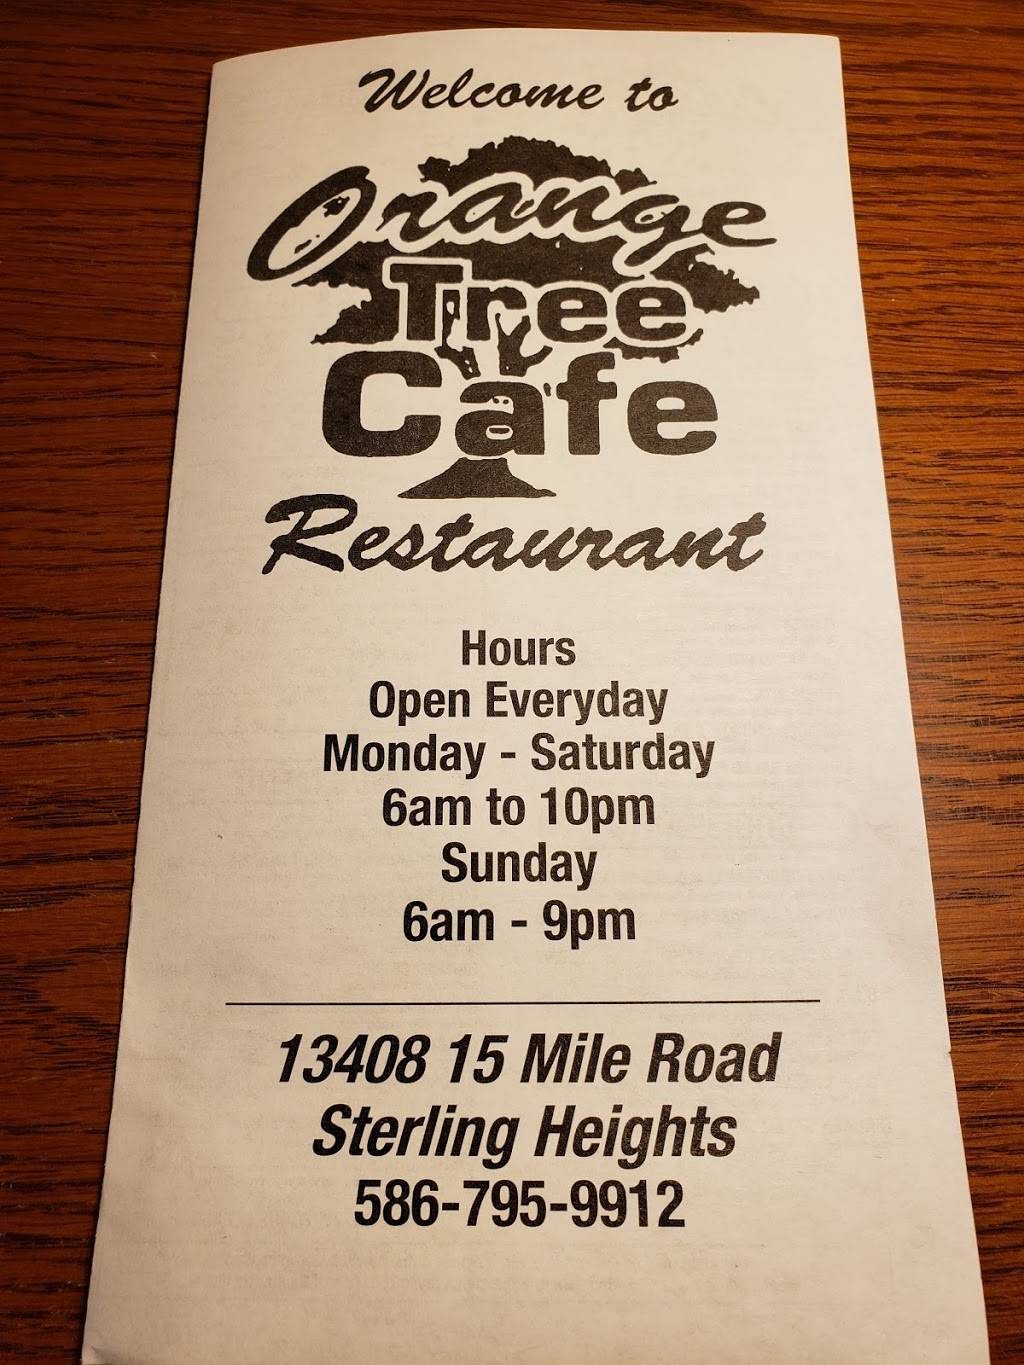 Welcome to
Orange
Tree
Cafe
Restaurant
Hours
Open Everyday
Monday - Saturday
6am to 10pm
Sunday
6am - 9pm
13408 15 Mile Road
Sterling Heights
586-795-9912